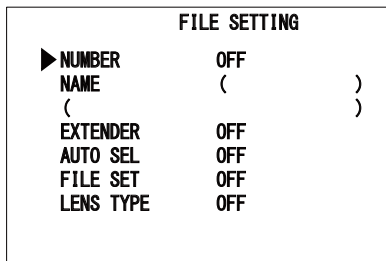 FILE SETTING
NUMBER OFF
NAME ( )
( )
EXTENDER OFF
AUTO SEL OFF
FILE SET OFF
LENS TYPE OFF